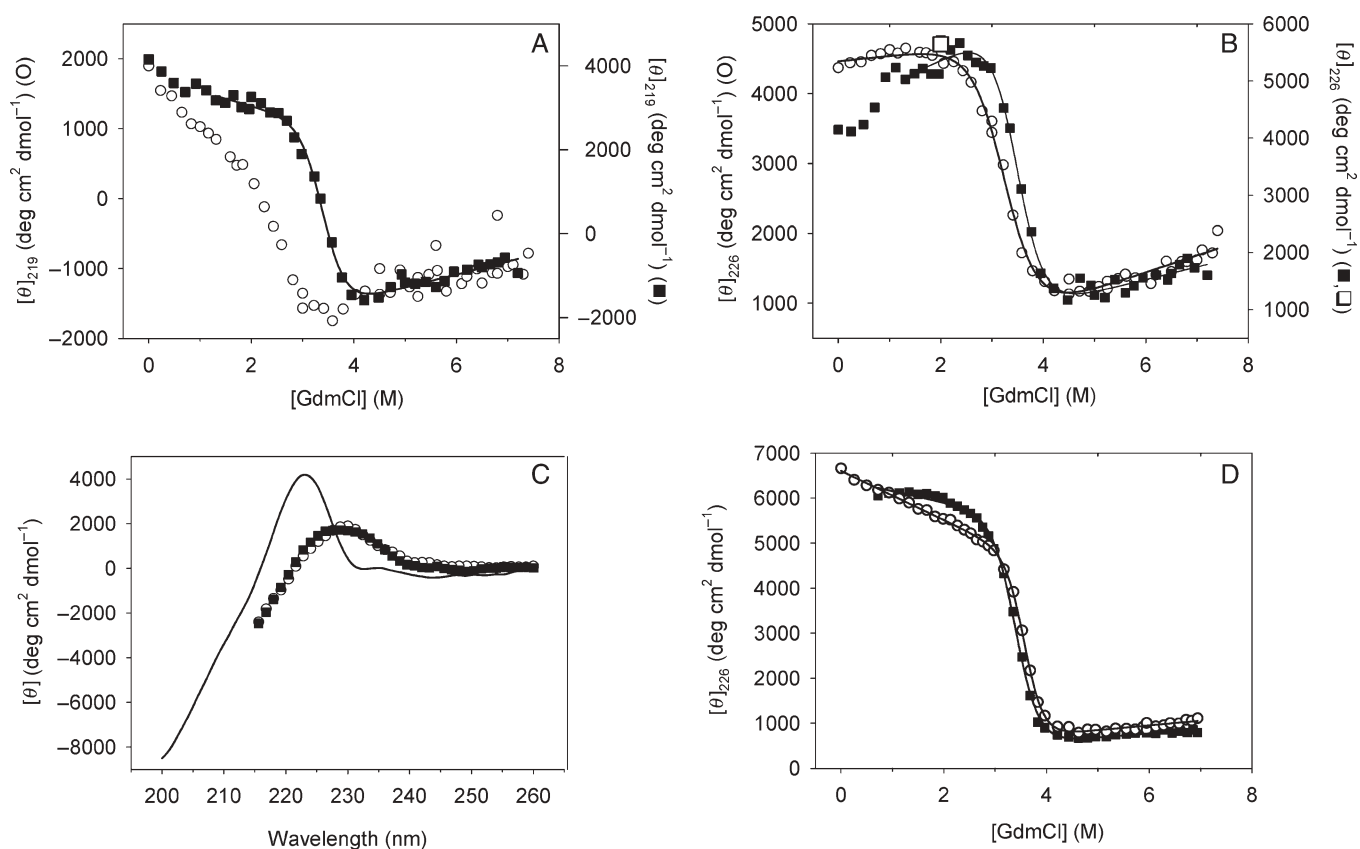 A
[θ]219 (deg cm² dmol⁻¹) (O)
2000
1000
0
−1000
−2000
4000
2000
0
−2000
[θ]219 (deg cm² dmol⁻¹) (■)
0 2 4 6 8
[GdmCl] (M)
B
[θ]226 (deg cm² dmol⁻¹) (O)
5000
4000
3000
2000
1000
6000
5000
4000
3000
2000
1000
[θ]226 (deg cm² dmol⁻¹) (■,□)
0 2 4 6 8
[GdmCl] (M)
C
[θ] (deg cm² dmol⁻¹)
4000
2000
0
−2000
−4000
−6000
−8000
200 210 220 230 240 250 260
Wavelength (nm)
D
[θ]226 (deg cm² dmol⁻¹)
7000
6000
5000
4000
3000
2000
1000
0
0 2 4 6 8
[GdmCl] (M)